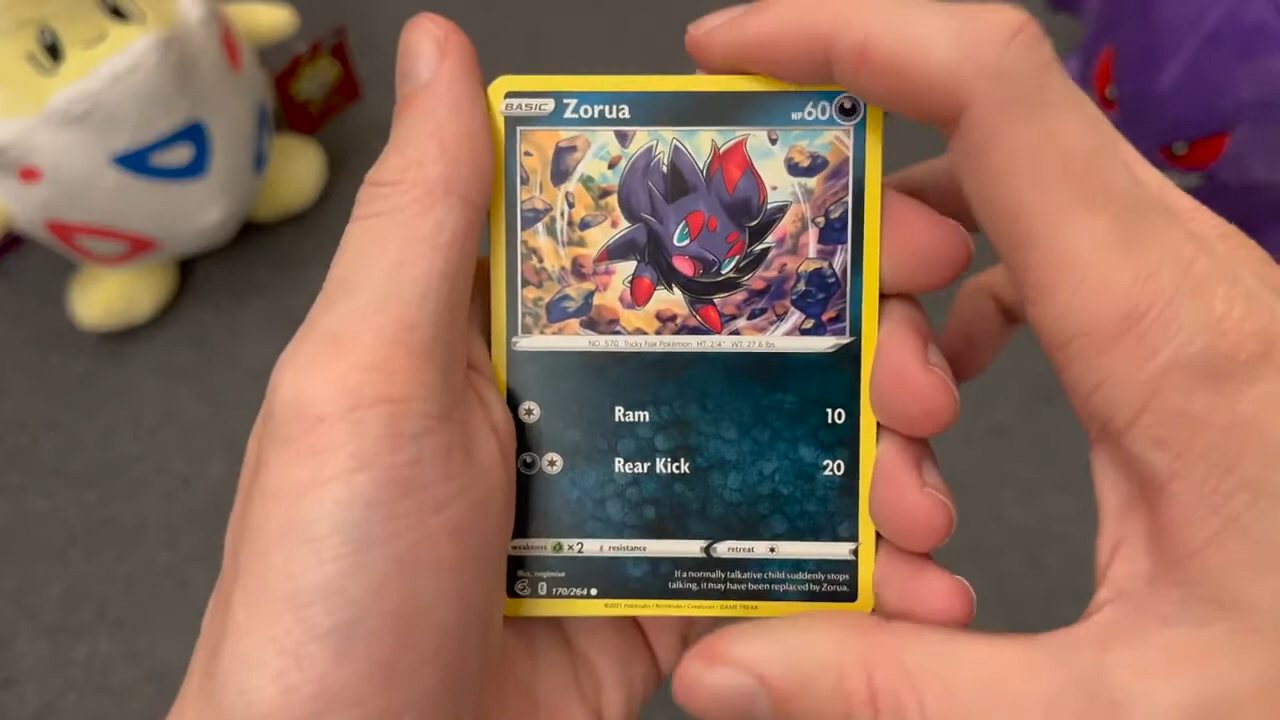 BASIC Zorua HP 60
NO. 570 Tricky Fox Pokémon HT: 2'4" WT: 27.6 lbs
Ram 10
Rear Kick 20
weakness ×2 resistance retreat
Illus. nagimiso
If a normally talkative child suddenly stops
talking, it may have been replaced by Zorua.
170/264
©2021 Pokémon / Nintendo / Creatures / GAME FREAK